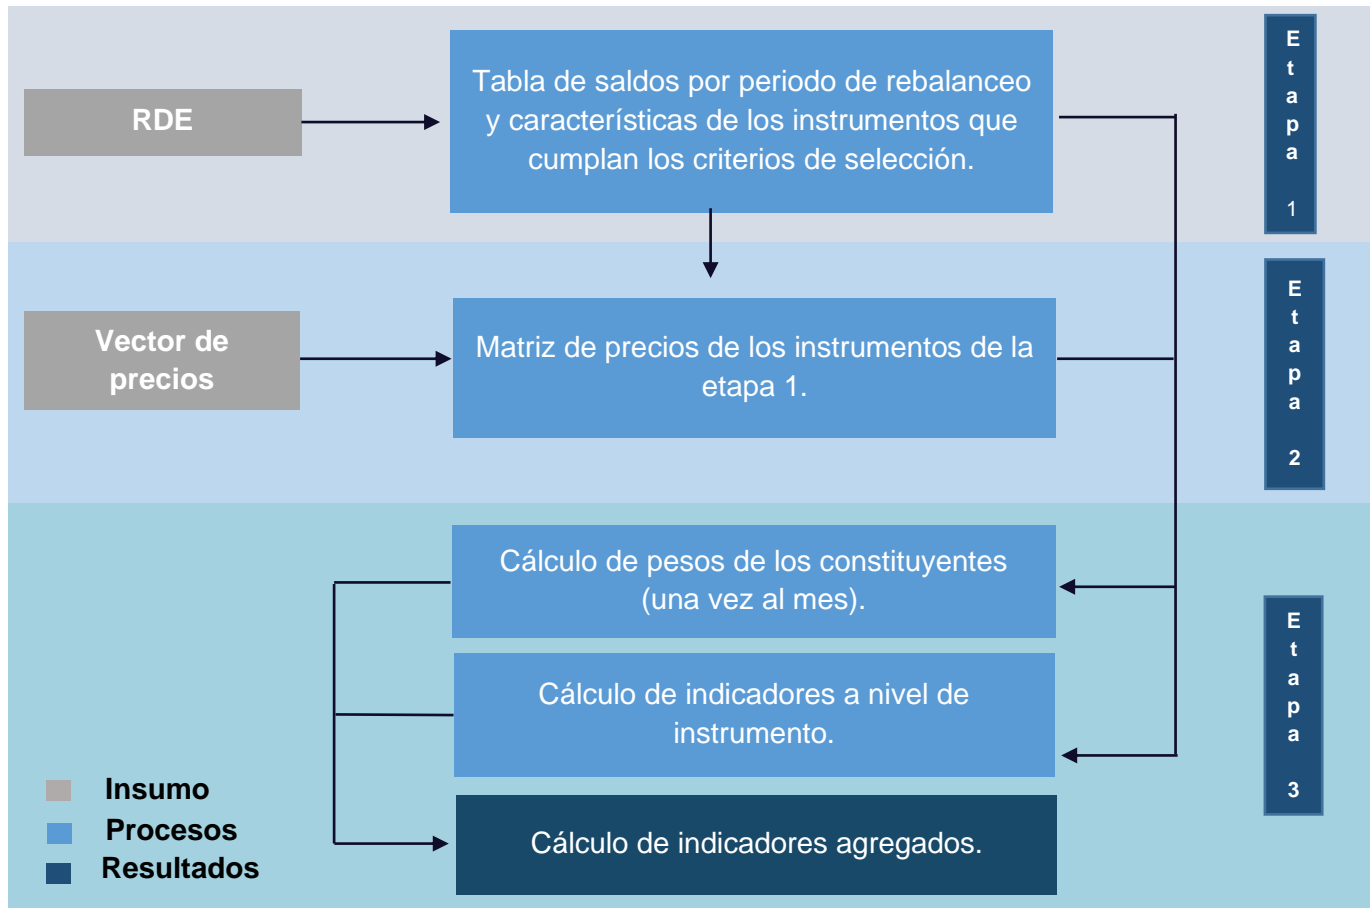 RDE
Tabla de saldos por periodo de rebalanceo
y características de los instrumentos que
cumplan los criterios de selección.
Etapa 1
Vector de
precios
Matriz de precios de los instrumentos de la
etapa 1.
Etapa 2
Cálculo de pesos de los constituyentes
(una vez al mes).
Cálculo de indicadores a nivel de
instrumento.
Cálculo de indicadores agregados.
Etapa 3
Insumo
Procesos
Resultados